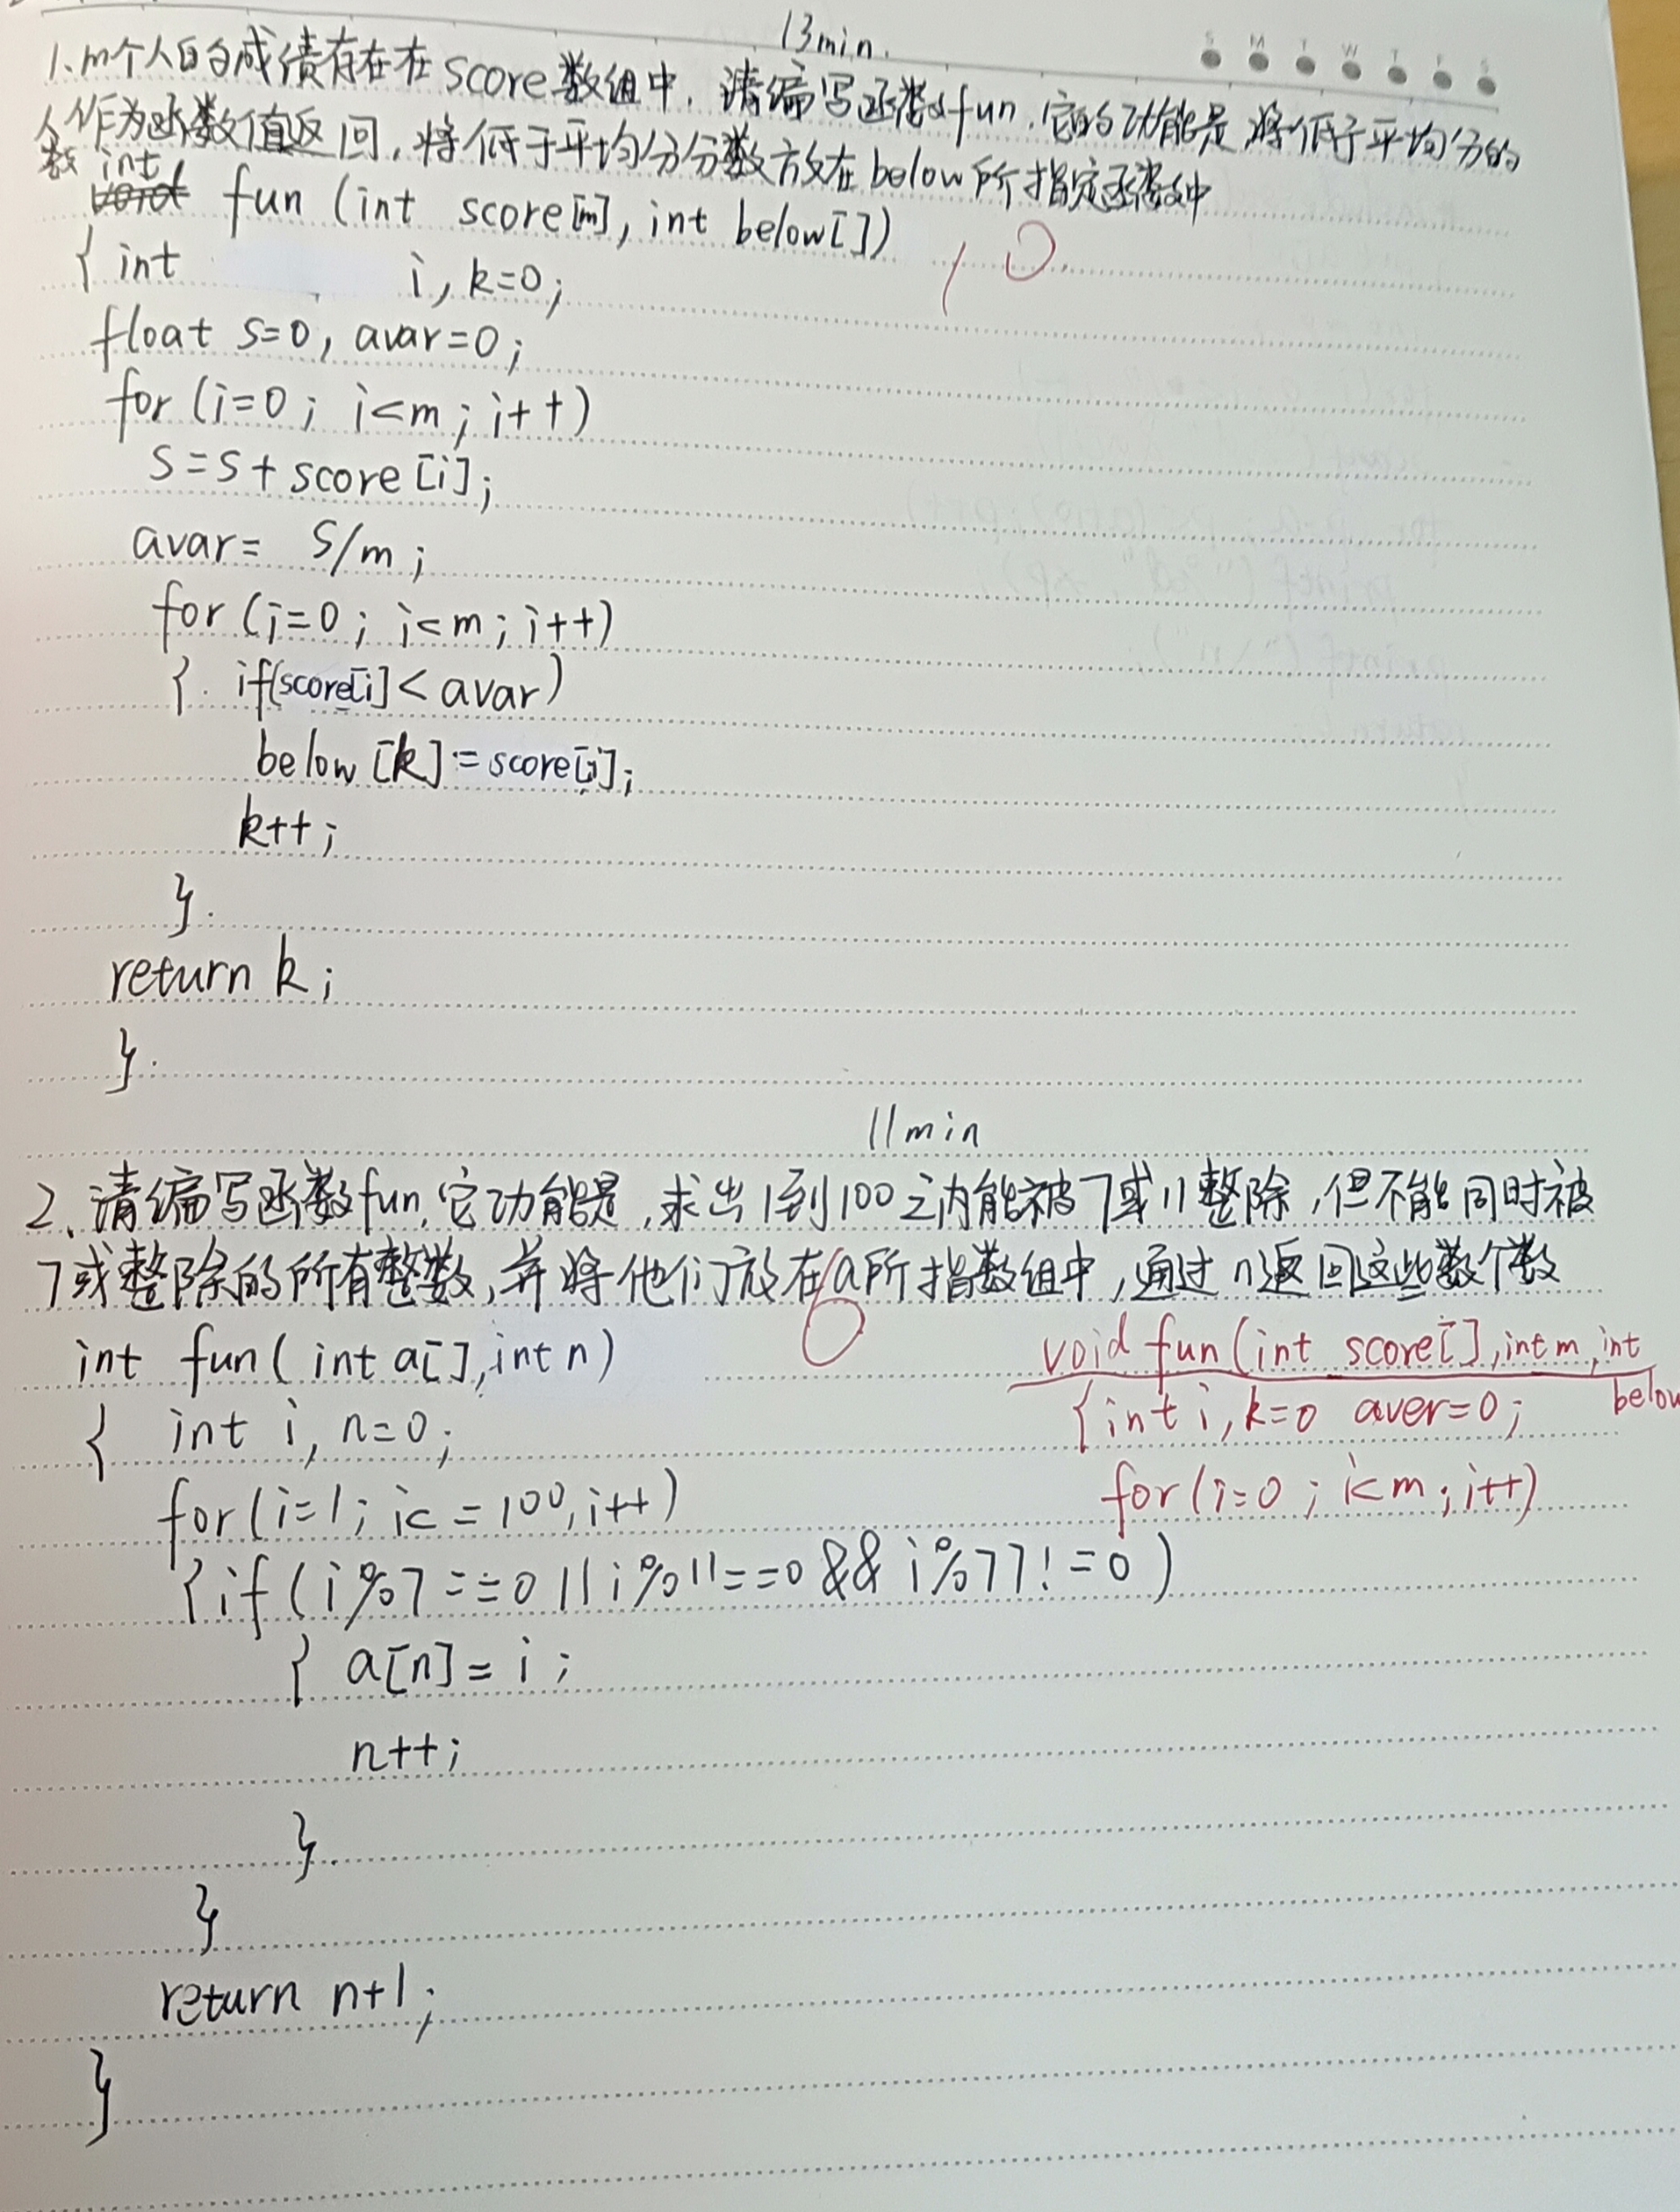 13min.
S M T W T F S
1、m个人的成绩存在在score数组中，请编写函数fun，它的功能是将低于平均分的
人作为函数值返回，将低于平均分分数放在below所指定函数中
数 int
void fun (int score[m], int below[])
10.
{ int i, k=0;
float s=0, avar=0;
for (i=0; i<m; i++)
s=s+score[i];
avar= s/m;
for (i=0; i<m; i++)
{. if(score[i]<avar)
below[k]=score[i];
k++;
}.
return k;
}.
11min
2、请编写函数fun，它功能是，求出1到100之内能被7或11整除，但不能同时被
7或整除的所有整数，并将他们放在a所指数组中，通过n返回这些数个数
6
int fun( int a[], int n)
void fun(int score[], int m, int
below
{ int i, n=0;
{int i, k=0 aver=0;
for(i=1; i<=100; i++)
for(i=0; i<m; i++)
{if(i%7==0||i%11==0&&i%77!=0)
{ a[n]=i;
n++;
}.
}
return n+1;
}